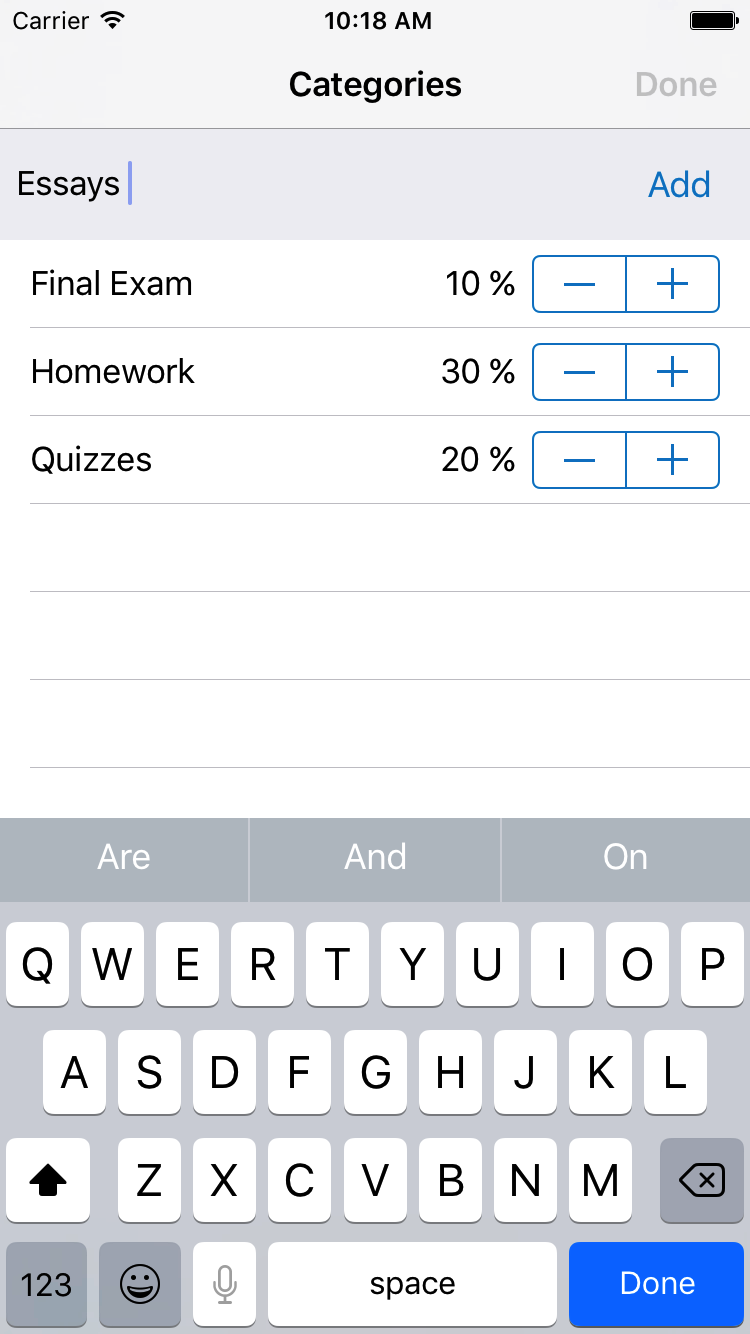 Carrier 10:18 AM
Categories Done
Essays Add
Final Exam 10 % — +
Homework 30 % — +
Quizzes 20 % — +
Are And On
Q W E R T Y U I O P
A S D F G H J K L
Z X C V B N M
123 space Done